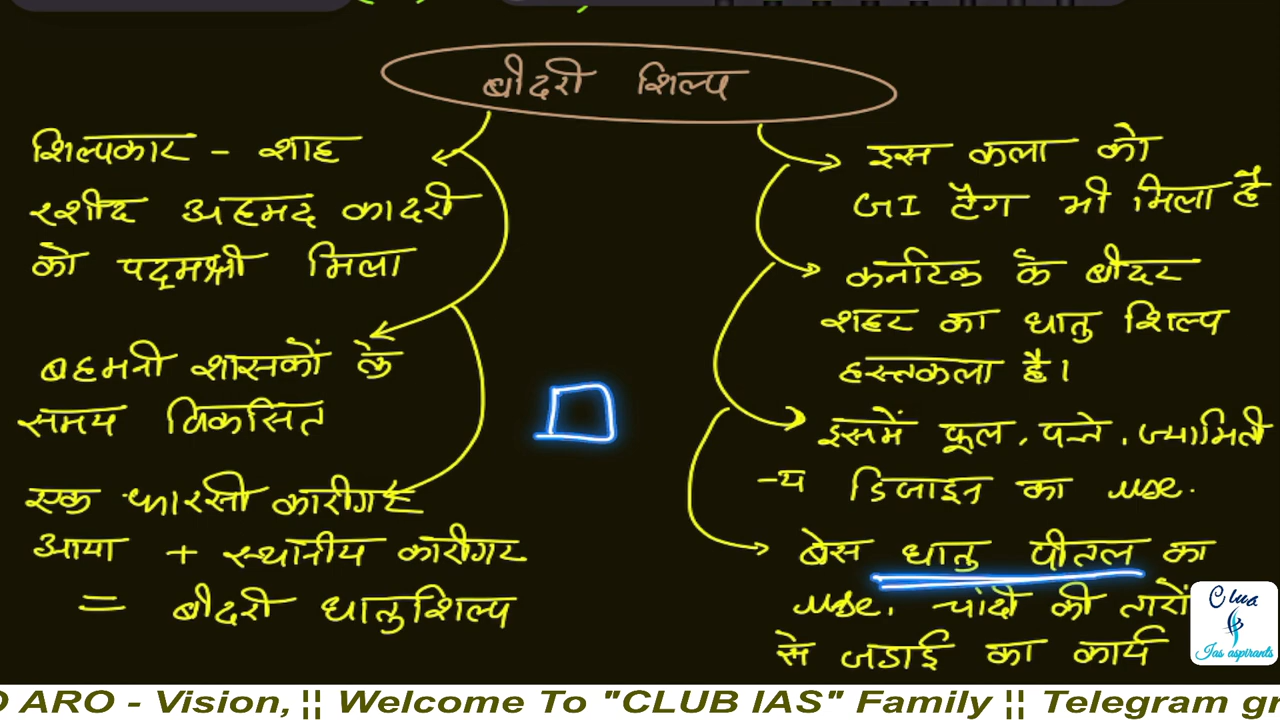 बीदरी शिल्प
शिल्पकार - शाह
रशीद अहमद कादरी
को पद्मश्री मिला
बहमनी शासकों के
समय विकसित
एक फारसी कारीगर
आया + स्थानीय कारीगर
= बीदरी धातुशिल्प
इस कला को
GI टैग भी मिला है
कर्नाटक के बीदर
शहर का धातु शिल्प
हस्तकला है।
इसमें फूल, पत्ते, ज्यामिती
-य डिजाइन का use.
बेस धातु पीतल का
use. चांदी की तारों
से जडाई का कार्य
Club
Ias aspirants
O ARO - Vision, || Welcome To "CLUB IAS" Family || Telegram gr